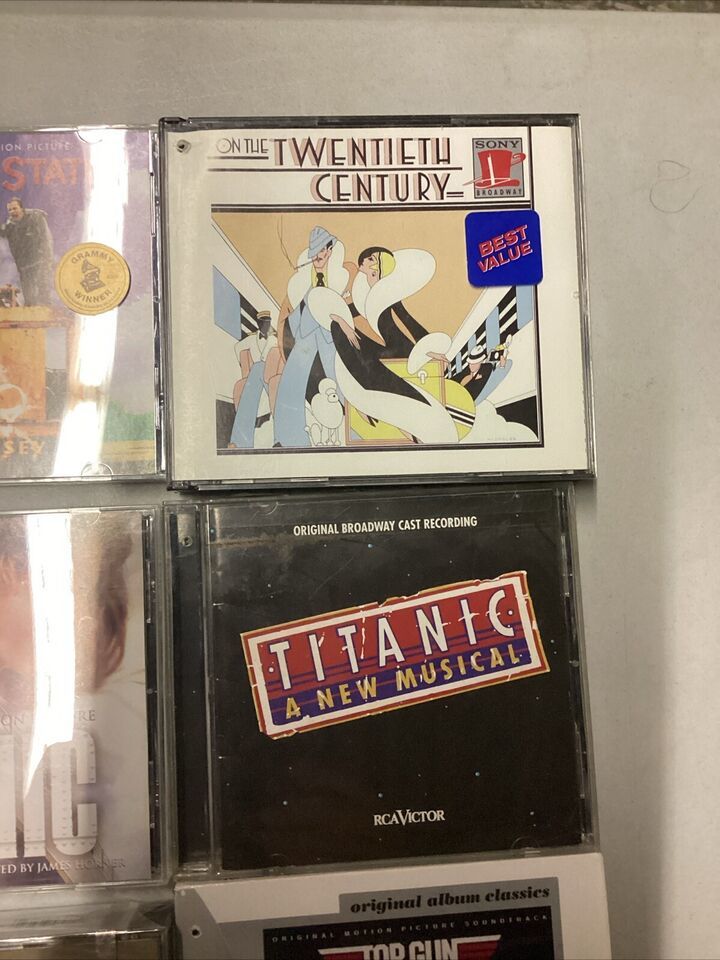 ION PICTURE
STAT
GRAMMY
WINNER
SEY
ON THE TWENTIETH
CENTURY
SONY
BROADWAY
BEST
VALUE
ORIGINAL BROADWAY CAST RECORDING
TITANIC
A NEW MUSICAL
RCA VICTOR
NIC
ED BY JAMES HORNER
original album classics
ORIGINAL MOTION PICTURE SOUNDTRACK
TOP GUN